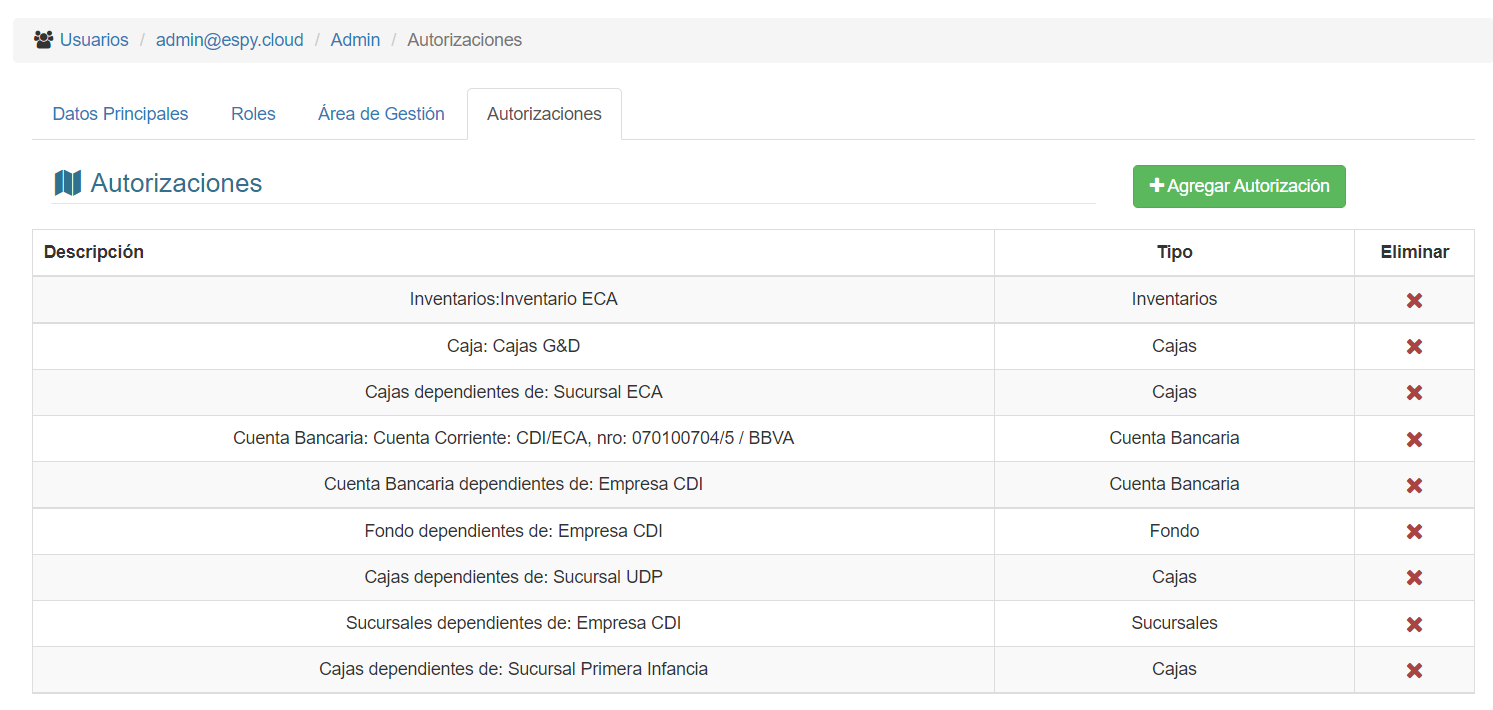 Usuarios / admin@espy.cloud / Admin / Autorizaciones
Datos Principales Roles Área de Gestión Autorizaciones
Autorizaciones Agregar Autorización
Descripción Tipo Eliminar
Inventarios:Inventario ECA Inventarios
Caja: Cajas G&D Cajas
Cajas dependientes de: Sucursal ECA Cajas
Cuenta Bancaria: Cuenta Corriente: CDI/ECA, nro: 070100704/5 / BBVA Cuenta Bancaria
Cuenta Bancaria dependientes de: Empresa CDI Cuenta Bancaria
Fondo dependientes de: Empresa CDI Fondo
Cajas dependientes de: Sucursal UDP Cajas
Sucursales dependientes de: Empresa CDI Sucursales
Cajas dependientes de: Sucursal Primera Infancia Cajas